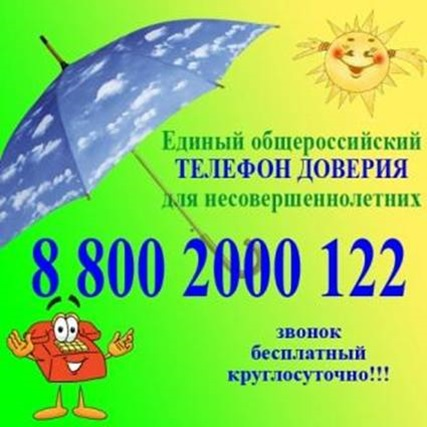 Единый общероссийский
ТЕЛЕФОН ДОВЕРИЯ
для несовершеннолетних
8 800 2000 122
звонок
бесплатный
круглосуточно!!!